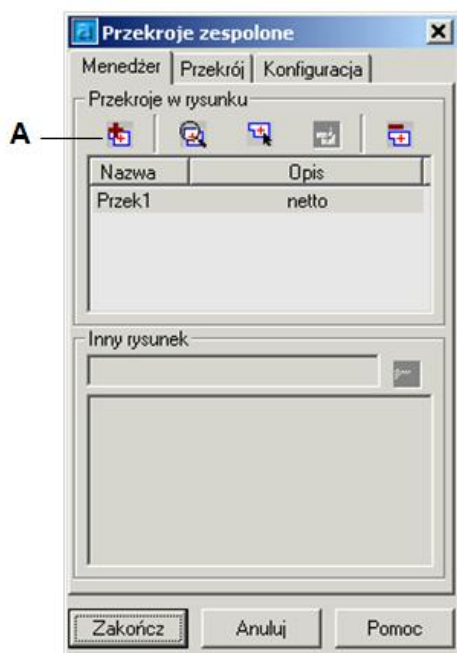 Przekroje zespolone
Menedżer Przekrój Konfiguracja
Przekroje w rysunku
A
Nazwa Opis
Przek1 netto
Inny rysunek
Zakończ Anuluj Pomoc